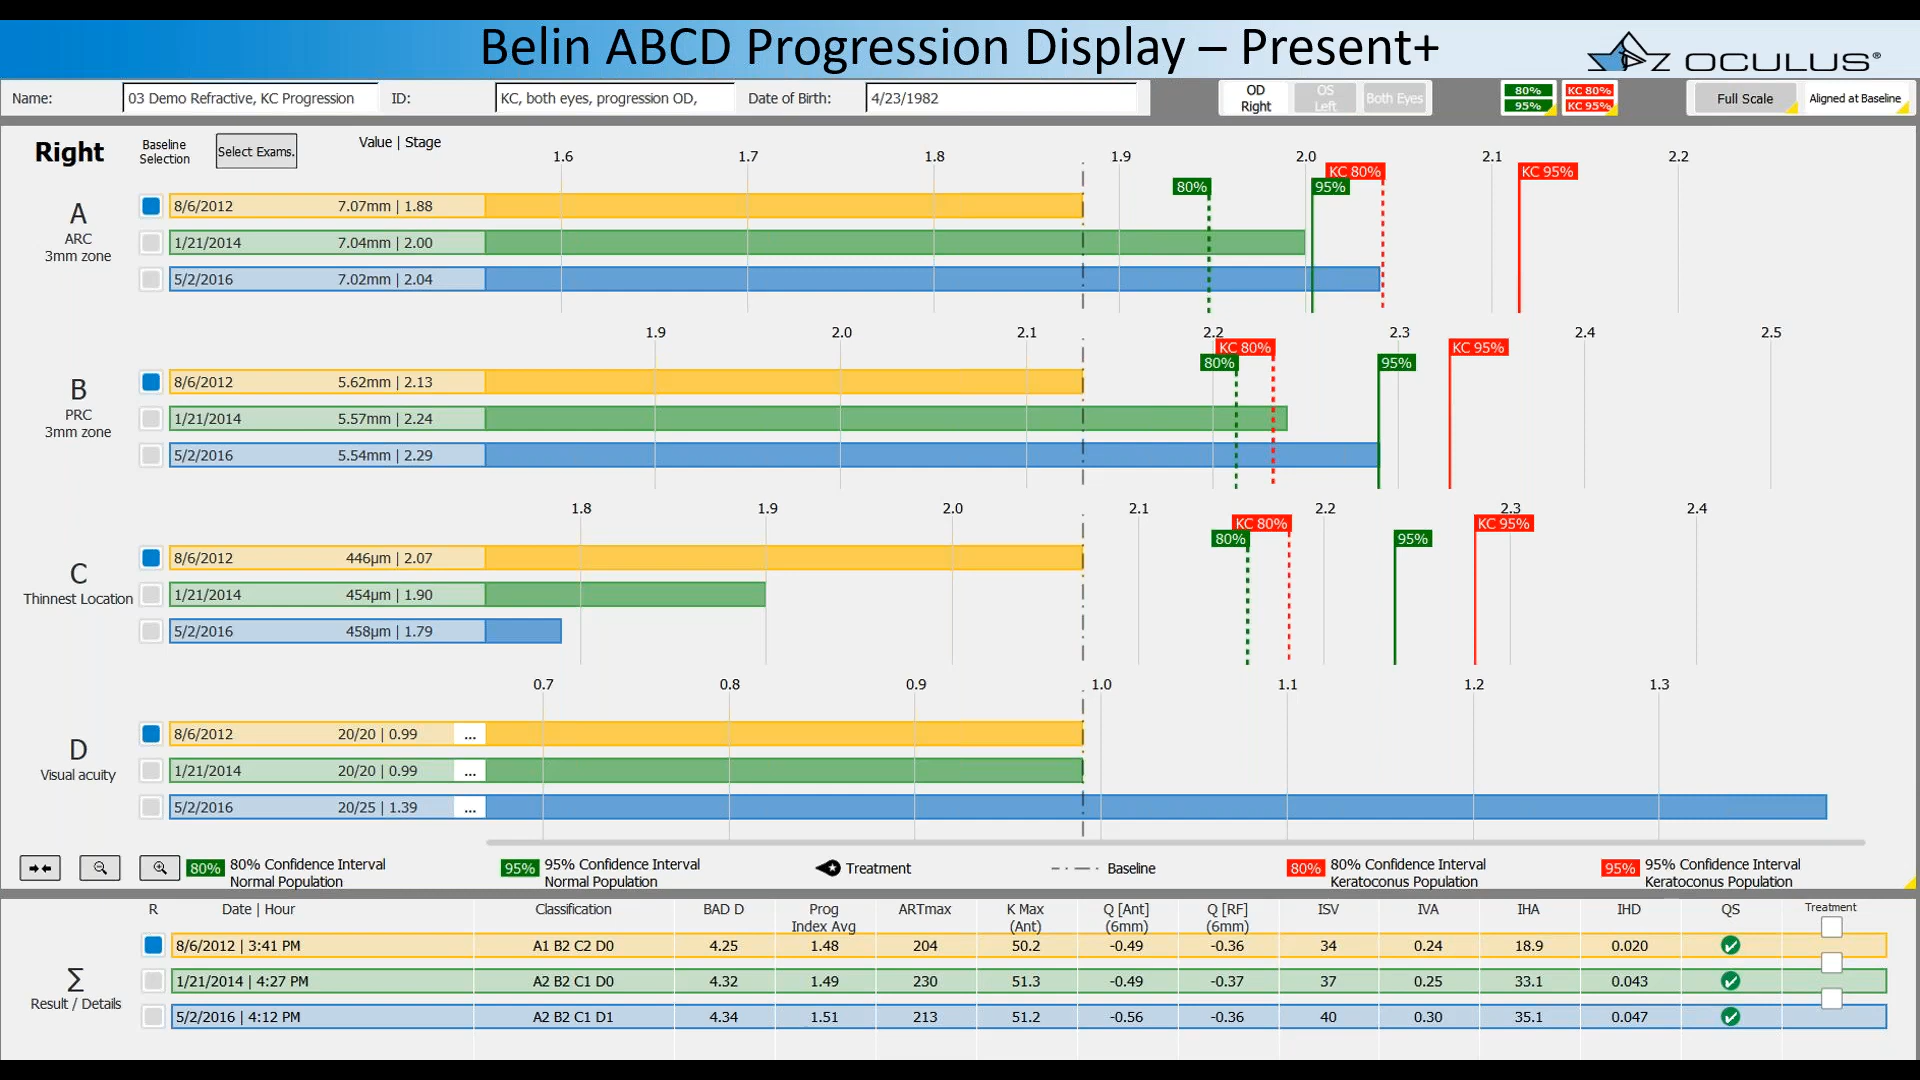 Belin ABCD Progression Display – Present+
OCULUS®
Name: 03 Demo Refractive, KC Progression ID: KC, both eyes, progression OD, Date of Birth: 4/23/1982
OD Right OS Left Both Eyes
80% 95% KC 80% KC 95%
Full Scale Aligned at Baseline
Right Baseline Selection Select Exams. Value | Stage
1.6 1.7 1.8 1.9 2.0 2.1 2.2
80% 95% KC 80% KC 95%
A
ARC
3mm zone
8/6/2012 7.07mm | 1.88
1/21/2014 7.04mm | 2.00
5/2/2016 7.02mm | 2.04
1.9 2.0 2.1 2.2 2.3 2.4 2.5
80% KC 80% 95% KC 95%
B
PRC
3mm zone
8/6/2012 5.62mm | 2.13
1/21/2014 5.57mm | 2.24
5/2/2016 5.54mm | 2.29
1.8 1.9 2.0 2.1 2.2 2.3 2.4
80% KC 80% 95% KC 95%
C
Thinnest Location
8/6/2012 446µm | 2.07
1/21/2014 454µm | 1.90
5/2/2016 458µm | 1.79
0.7 0.8 0.9 1.0 1.1 1.2 1.3
D
Visual acuity
8/6/2012 20/20 | 0.99 ...
1/21/2014 20/20 | 0.99 ...
5/2/2016 20/25 | 1.39 ...
80% 80% Confidence Interval Normal Population
95% 95% Confidence Interval Normal Population
Treatment
Baseline
80% 80% Confidence Interval Keratoconus Population
95% 95% Confidence Interval Keratoconus Population
R Date | Hour Classification BAD D Prog Index Avg ARTmax K Max (Ant) Q [Ant] (6mm) Q [RF] (6mm) ISV IVA IHA IHD QS Treatment
Σ
Result / Details
8/6/2012 | 3:41 PM A1 B2 C2 D0 4.25 1.48 204 50.2 -0.49 -0.36 34 0.24 18.9 0.020
1/21/2014 | 4:27 PM A2 B2 C1 D0 4.32 1.49 230 51.3 -0.49 -0.37 37 0.25 33.1 0.043
5/2/2016 | 4:12 PM A2 B2 C1 D1 4.34 1.51 213 51.2 -0.56 -0.36 40 0.30 35.1 0.047